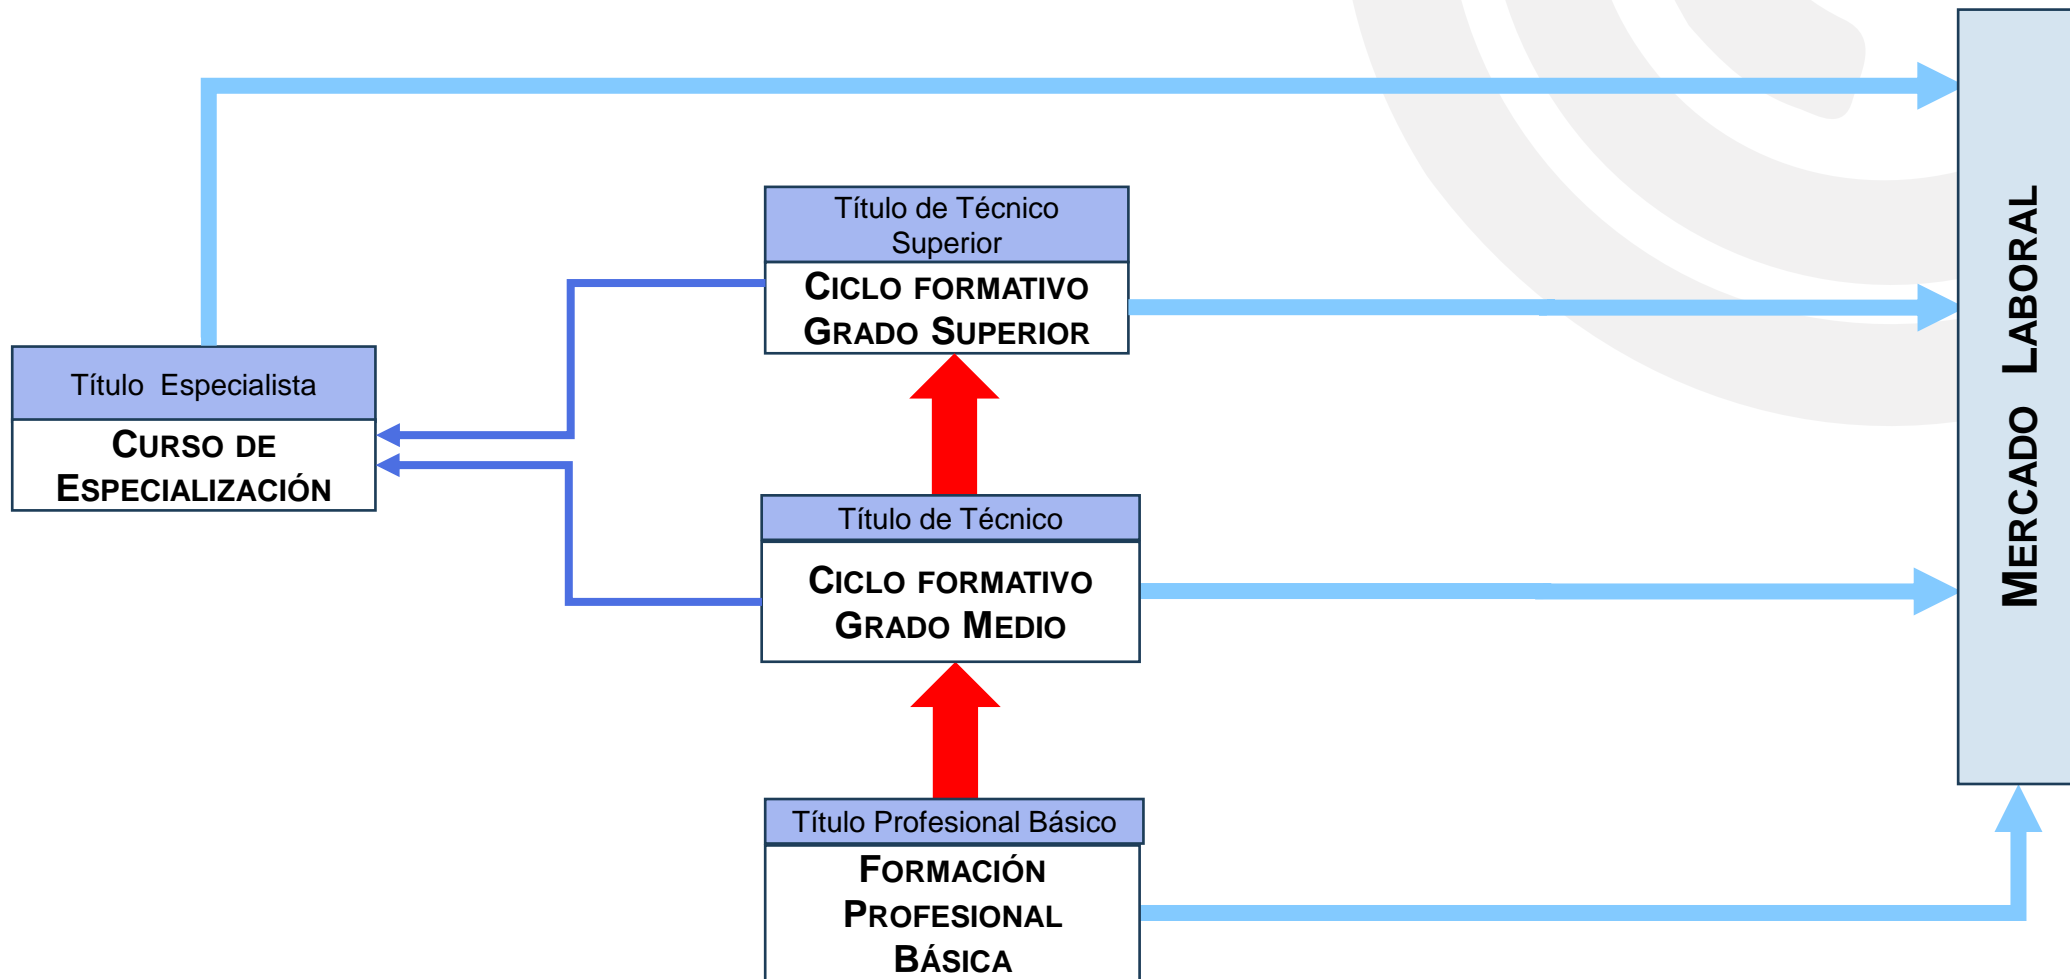 Título de Técnico
Superior
CICLO FORMATIVO
GRADO SUPERIOR
Título  Especialista
CURSO DE
ESPECIALIZACIÓN
Título de Técnico
CICLO FORMATIVO
GRADO MEDIO
Título Profesional Básico
FORMACIÓN
PROFESIONAL
BÁSICA
MERCADO LABORAL